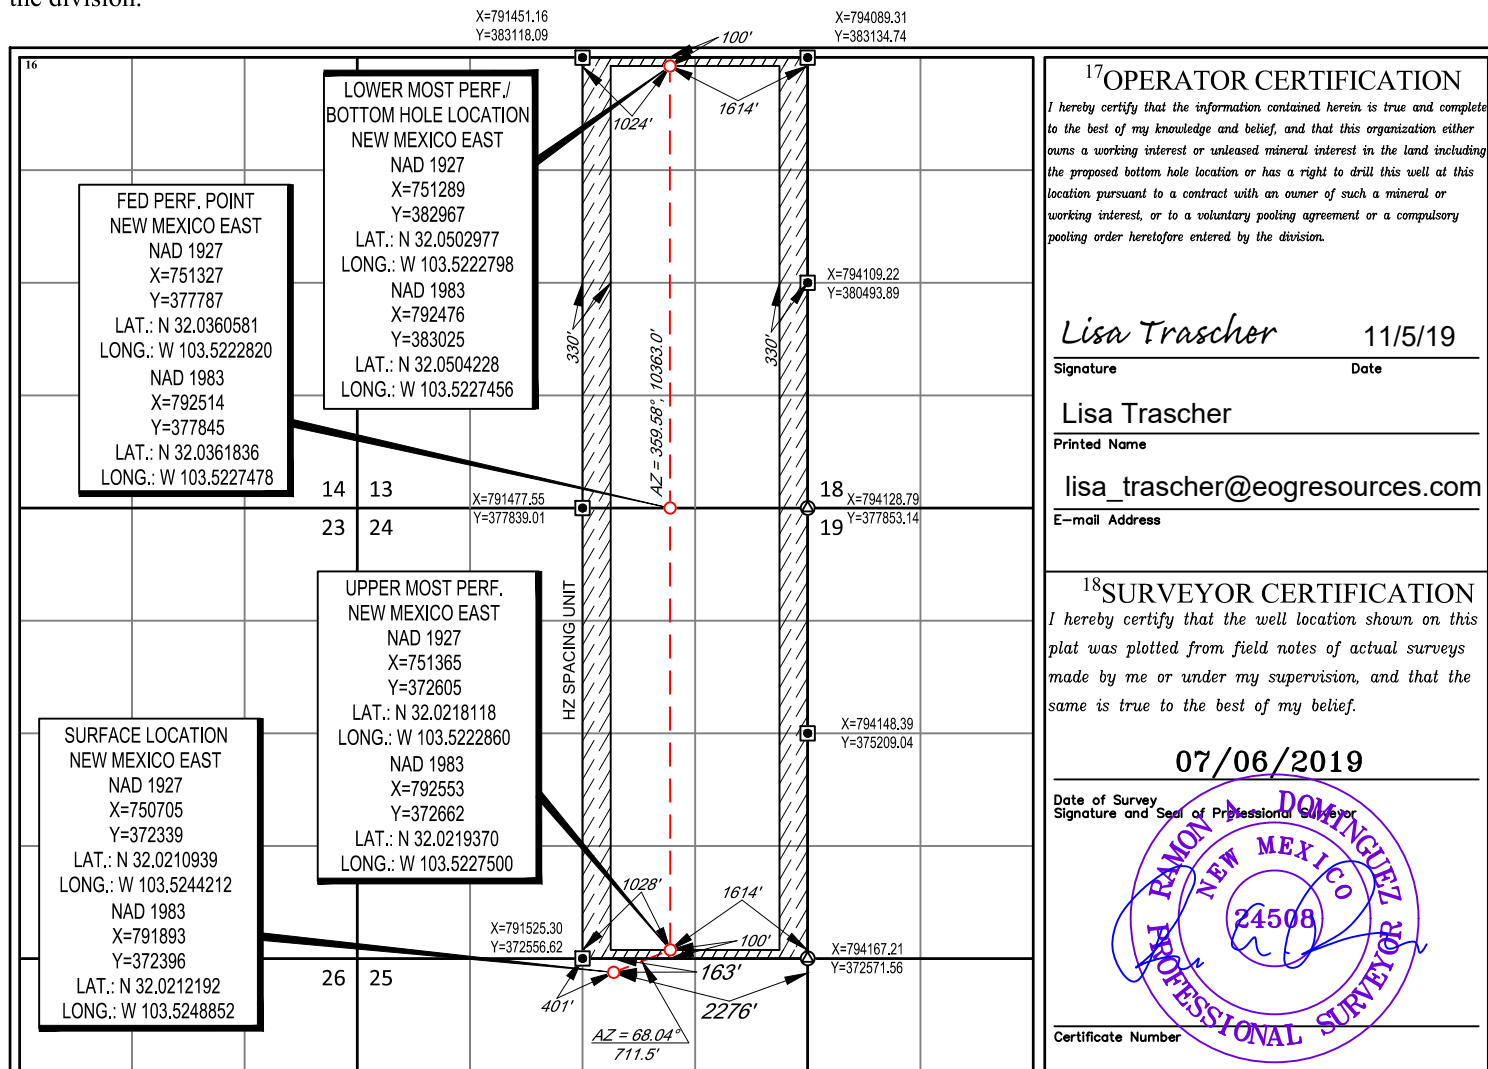 the division.
X=791451.16
Y=383118.09
X=794089.31
Y=383134.74
100'
16
1024'
1614'
LOWER MOST PERF./
BOTTOM HOLE LOCATION
NEW MEXICO EAST
NAD 1927
X=751289
Y=382967
LAT.: N 32.0502977
LONG.: W 103.5222798
NAD 1983
X=792476
Y=383025
LAT.: N 32.0504228
LONG.: W 103.5227456
FED PERF. POINT
NEW MEXICO EAST
NAD 1927
X=751327
Y=377787
LAT.: N 32.0360581
LONG.: W 103.5222820
NAD 1983
X=792514
Y=377845
LAT.: N 32.0361836
LONG.: W 103.5227478
X=794109.22
Y=380493.89
330'
330'
AZ = 359.58°, 10363.0'
14 13
23 24
X=791477.55
Y=377839.01
18
19
X=794128.79
Y=377853.14
HZ SPACING UNIT
UPPER MOST PERF.
NEW MEXICO EAST
NAD 1927
X=751365
Y=372605
LAT.: N 32.0218118
LONG.: W 103.5222860
NAD 1983
X=792553
Y=372662
LAT.: N 32.0219370
LONG.: W 103.5227500
SURFACE LOCATION
NEW MEXICO EAST
NAD 1927
X=750705
Y=372339
LAT.: N 32.0210939
LONG.: W 103.5244212
NAD 1983
X=791893
Y=372396
LAT.: N 32.0212192
LONG.: W 103.5248852
X=794148.39
Y=375209.04
1028'
1614'
X=791525.30
Y=372556.62
100'
X=794167.21
Y=372571.56
26 25
163'
401'
2276'
AZ = 68.04°
711.5'
17 OPERATOR CERTIFICATION
I hereby certify that the information contained herein is true and complete
to the best of my knowledge and belief, and that this organization either
owns a working interest or unleased mineral interest in the land including
the proposed bottom hole location or has a right to drill this well at this
location pursuant to a contract with an owner of such a mineral or
working interest, or to a voluntary pooling agreement or a compulsory
pooling order heretofore entered by the division.
Lisa Trascher 11/5/19
Signature Date
Lisa Trascher
Printed Name
lisa_trascher@eogresources.com
E-mail Address
18 SURVEYOR CERTIFICATION
I hereby certify that the well location shown on this
plat was plotted from field notes of actual surveys
made by me or under my supervision, and that the
same is true to the best of my belief.
07/06/2019
Date of Survey
Signature and Seal of Professional Surveyor
RAMON A. DOMINGUEZ
NEW MEXICO
24508
PROFESSIONAL SURVEYOR
Certificate Number